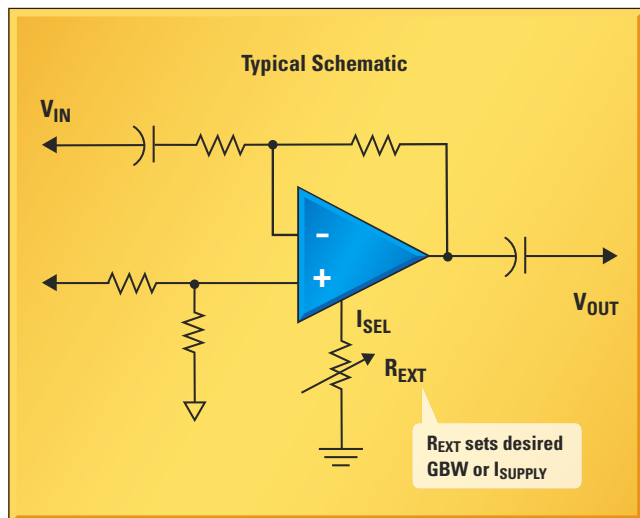 Typical Schematic
VIN
-
+
ISEL
REXT
VOUT
REXT sets desired
GBW or ISUPPLY